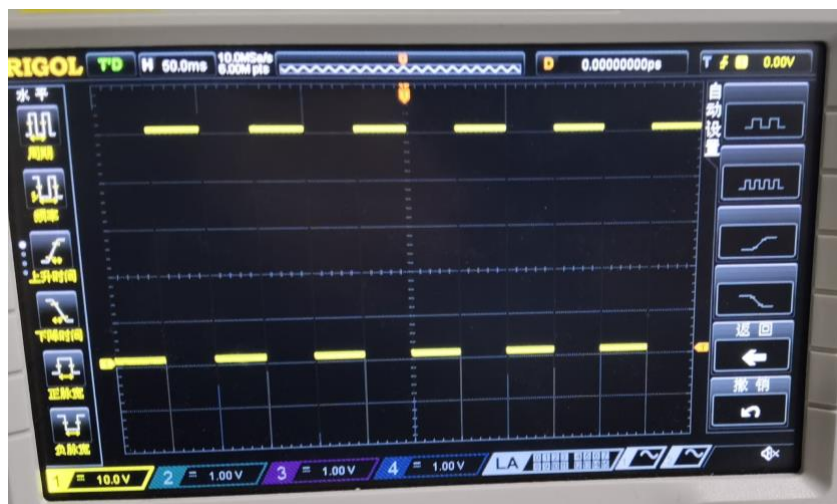 RIGOL T'D H 50.0ms 10.0MSa/s D 0.00000000ps T 0.00V
6.00M pts
水平
周期
频率
上升时间
下降时间
正脉宽
负脉宽
自动设置
返回
撤销
1 = 10.0V 2 = 1.00V 3 = 1.00V 4 = 1.00V LA